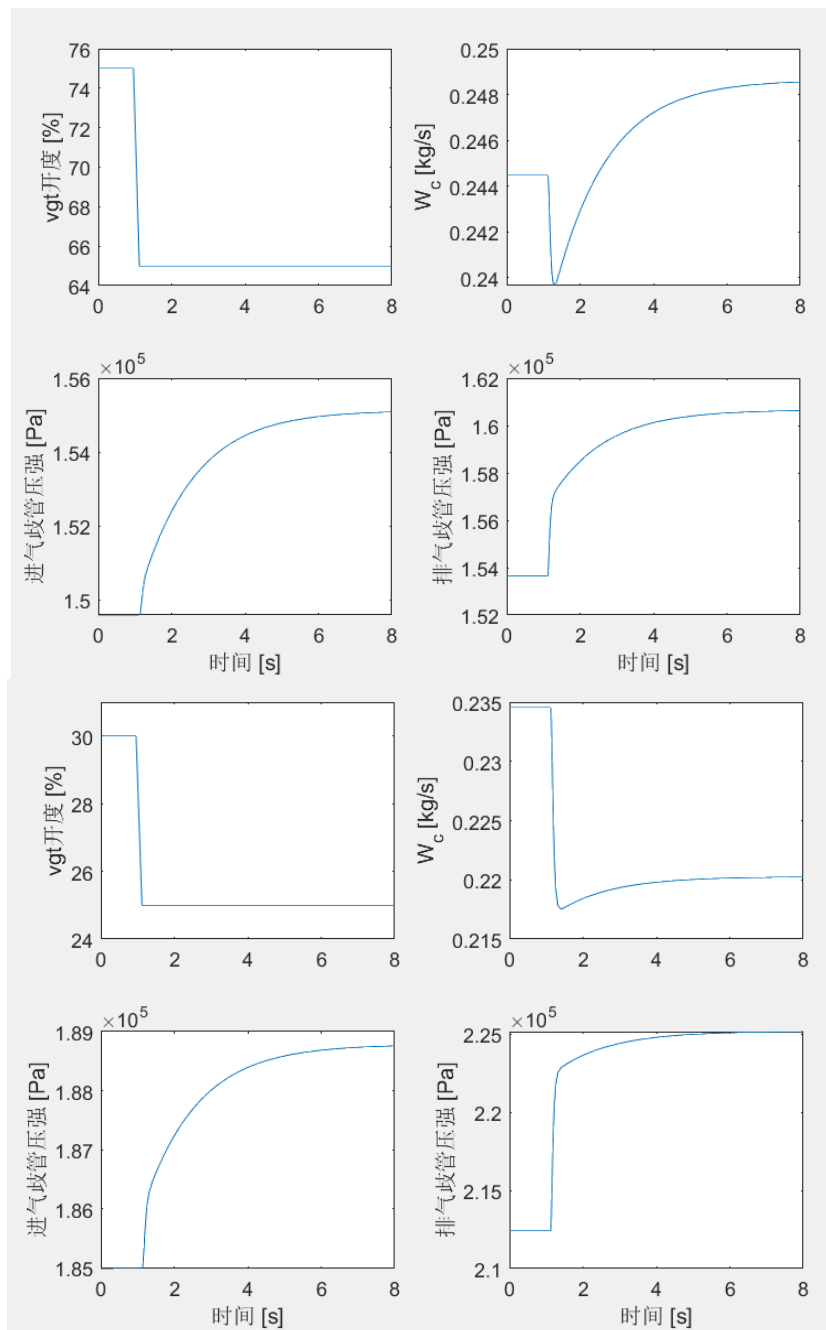 76
74
72
70
68
66
64
vgt开度 [%]
0 2 4 6 8
0.25
0.248
0.246
0.244
0.242
0.24
W_c [kg/s]
0 2 4 6 8
×10^5
1.56
1.54
1.52
1.5
进气歧管压强 [Pa]
0 2 4 6 8
时间 [s]
×10^5
1.62
1.6
1.58
1.56
1.54
1.52
排气歧管压强 [Pa]
0 2 4 6 8
时间 [s]
30
28
26
24
vgt开度 [%]
0 2 4 6 8
0.235
0.23
0.225
0.22
0.215
W_c [kg/s]
0 2 4 6 8
×10^5
1.89
1.88
1.87
1.86
1.85
进气歧管压强 [Pa]
0 2 4 6 8
时间 [s]
×10^5
2.25
2.2
2.15
2.1
排气歧管压强 [Pa]
0 2 4 6 8
时间 [s]